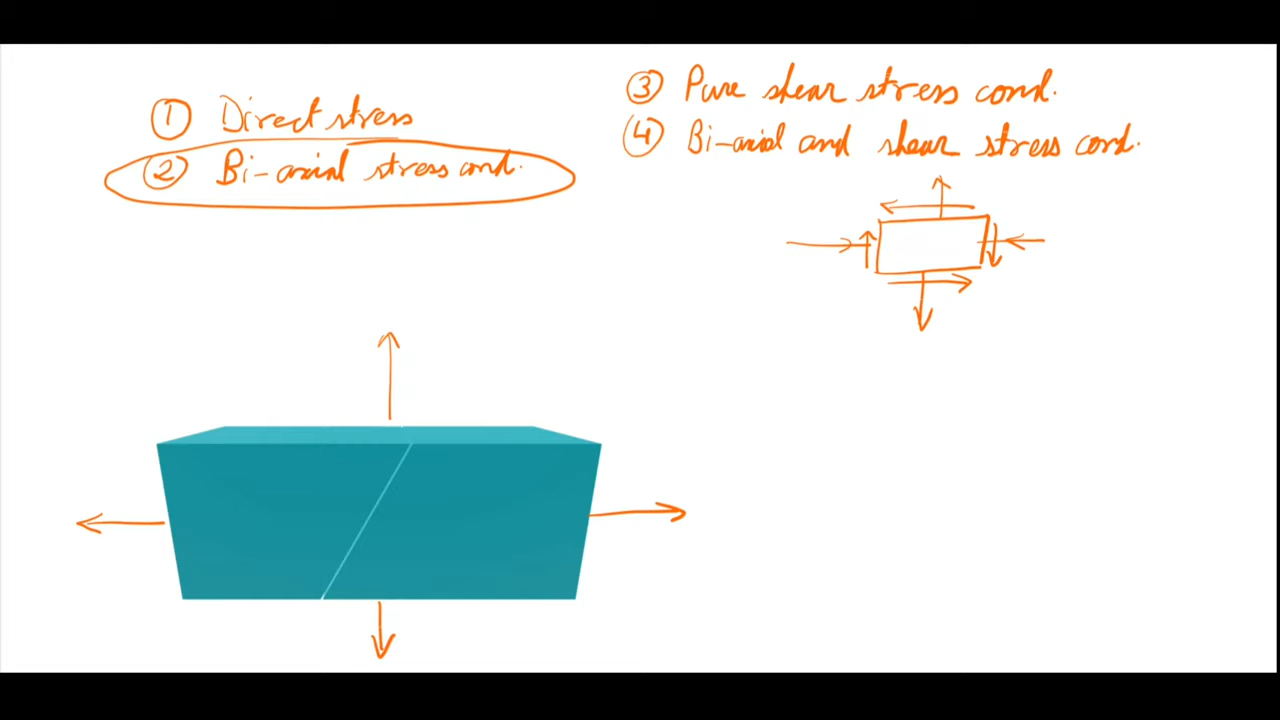 ① Direct stress
② Bi-axial stress cond.
③ Pure shear stress cond.
④ Bi-axial and shear stress cond.